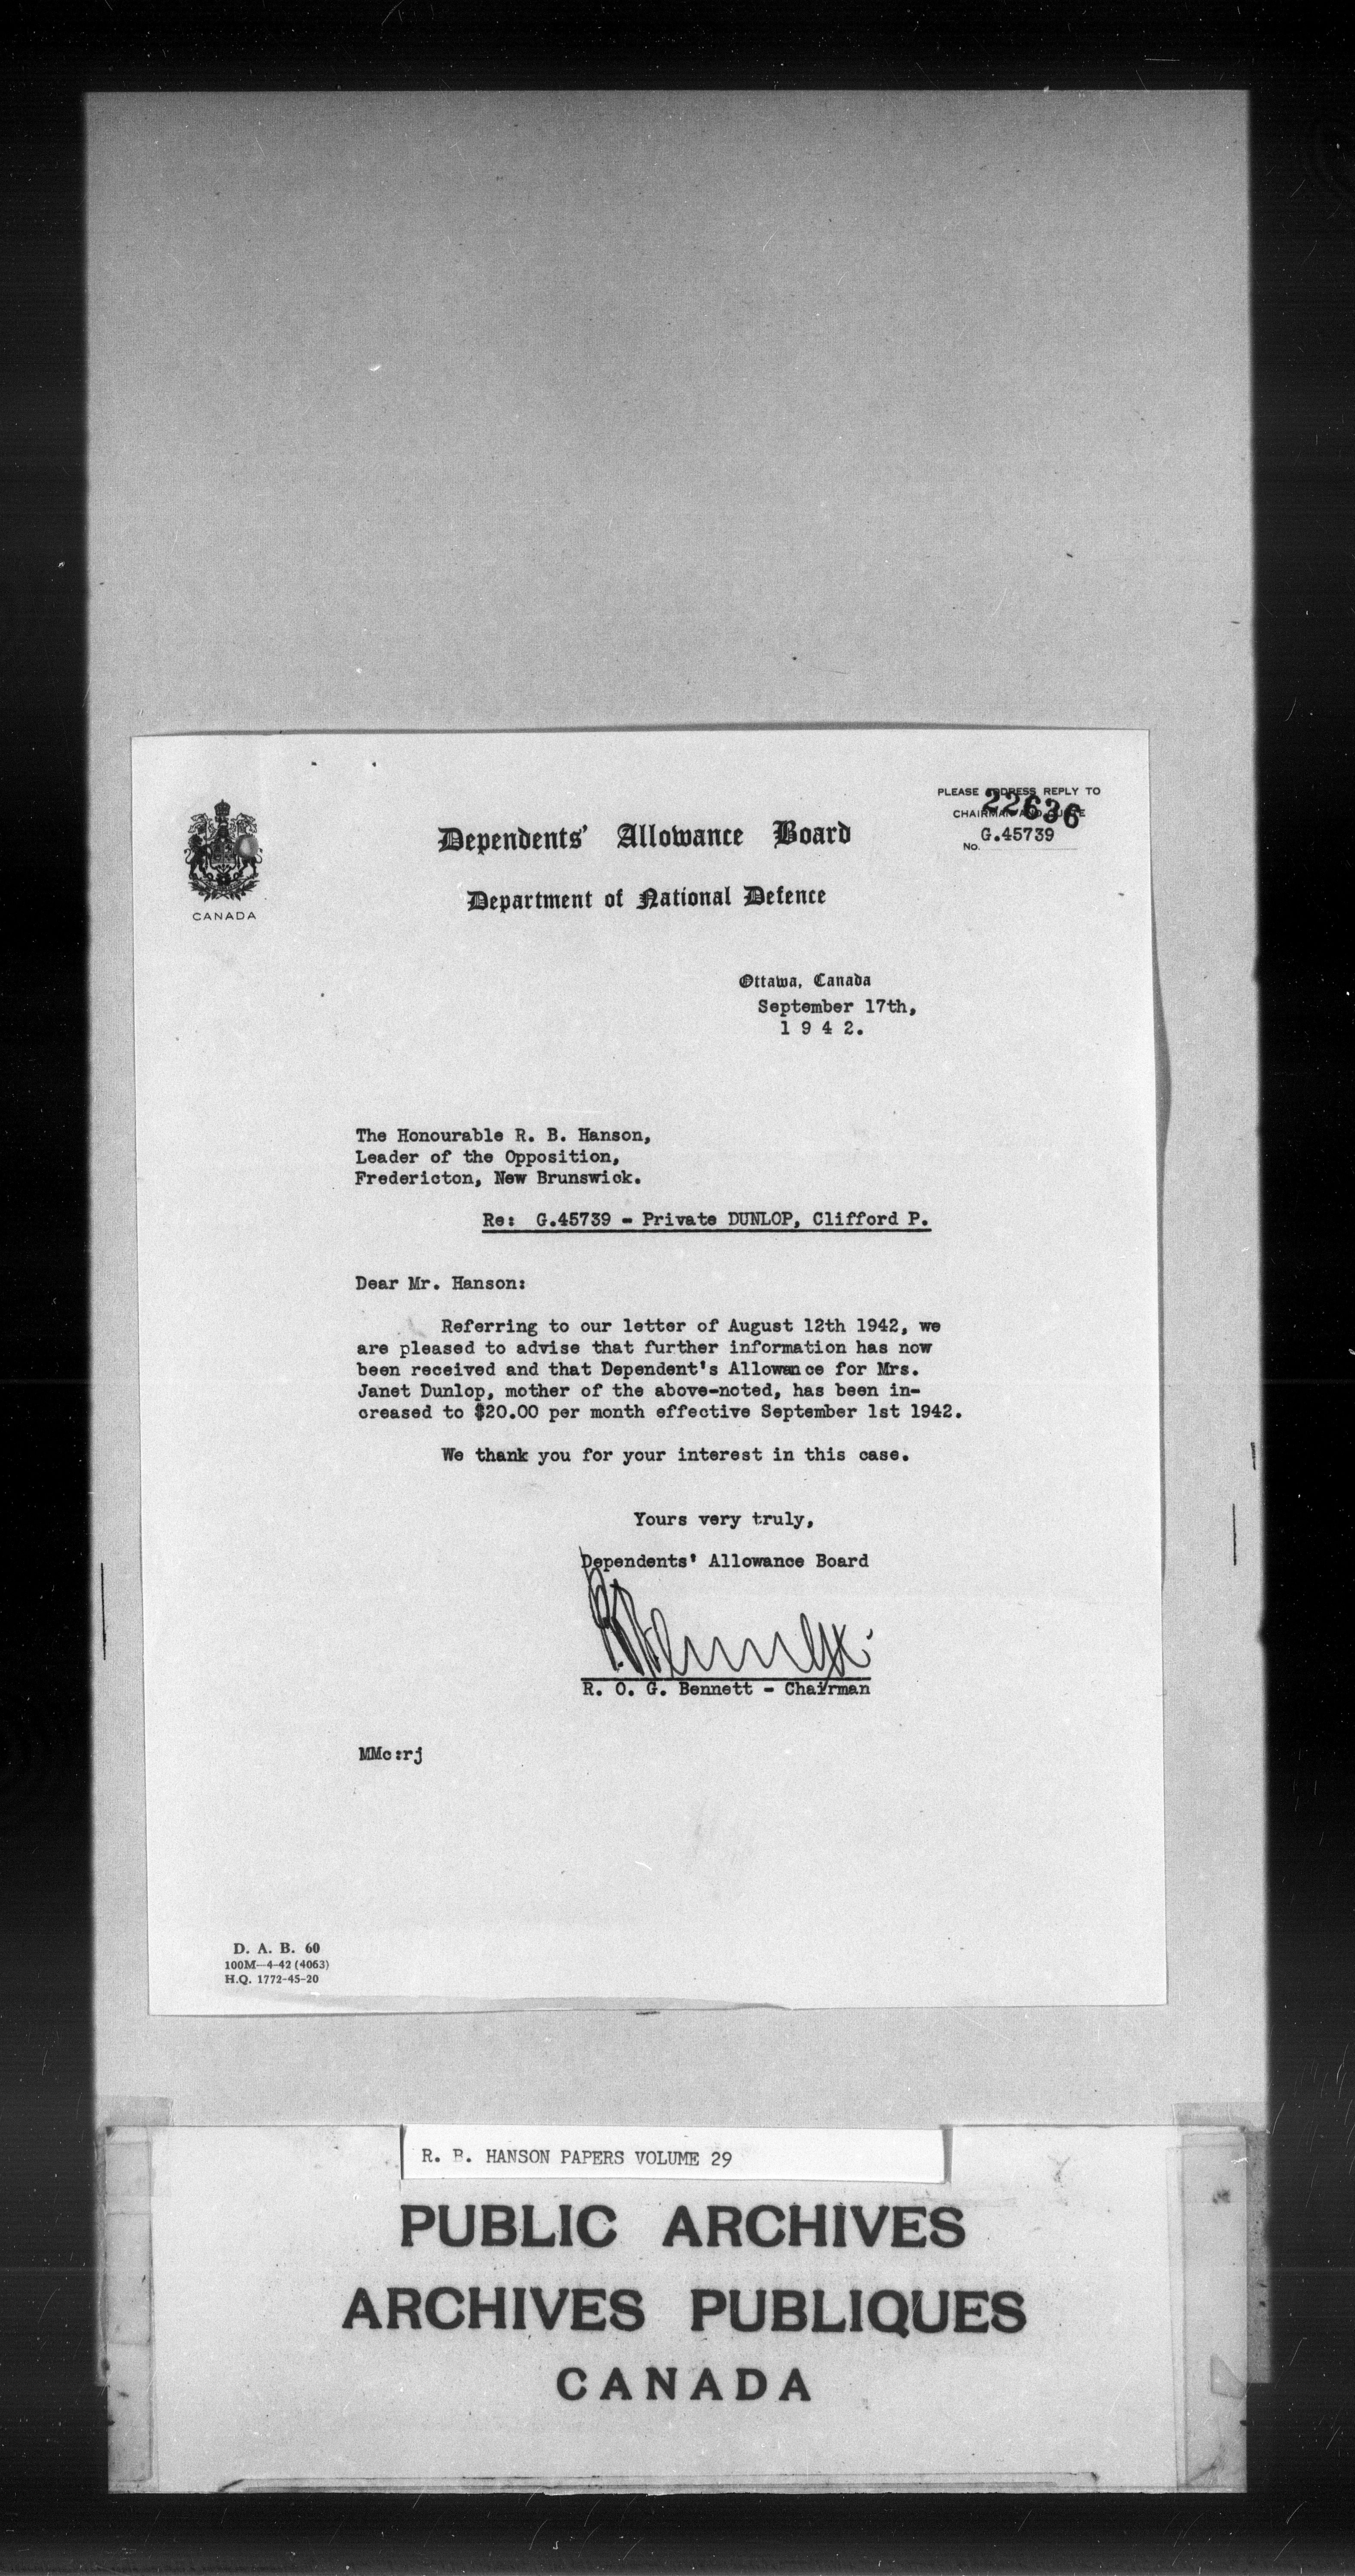 PLEASE ADDRESS REPLY TO
CHAIRMAN AND QUOTE
22636
No. G.45739
CANADA
Dependents' Allowance Board
Department of National Defence
Ottawa, Canada
September 17th,
1 9 4 2.
The Honourable R. B. Hanson,
Leader of the Opposition,
Fredericton, New Brunswick.
Re: G.45739 - Private DUNLOP, Clifford P.
Dear Mr. Hanson:
Referring to our letter of August 12th 1942, we
are pleased to advise that further information has now
been received and that Dependent's Allowance for Mrs.
Janet Dunlop, mother of the above-noted, has been in-
creased to $20.00 per month effective September 1st 1942.
We thank you for your interest in this case.
Yours very truly,
Dependents' Allowance Board
R. O. G. Bennett - Chairman
MMc:rj
D. A. B. 60
100M—4-42 (4063)
H.Q. 1772-45-20
R. B. HANSON PAPERS VOLUME 29
PUBLIC ARCHIVES
ARCHIVES PUBLIQUES
CANADA